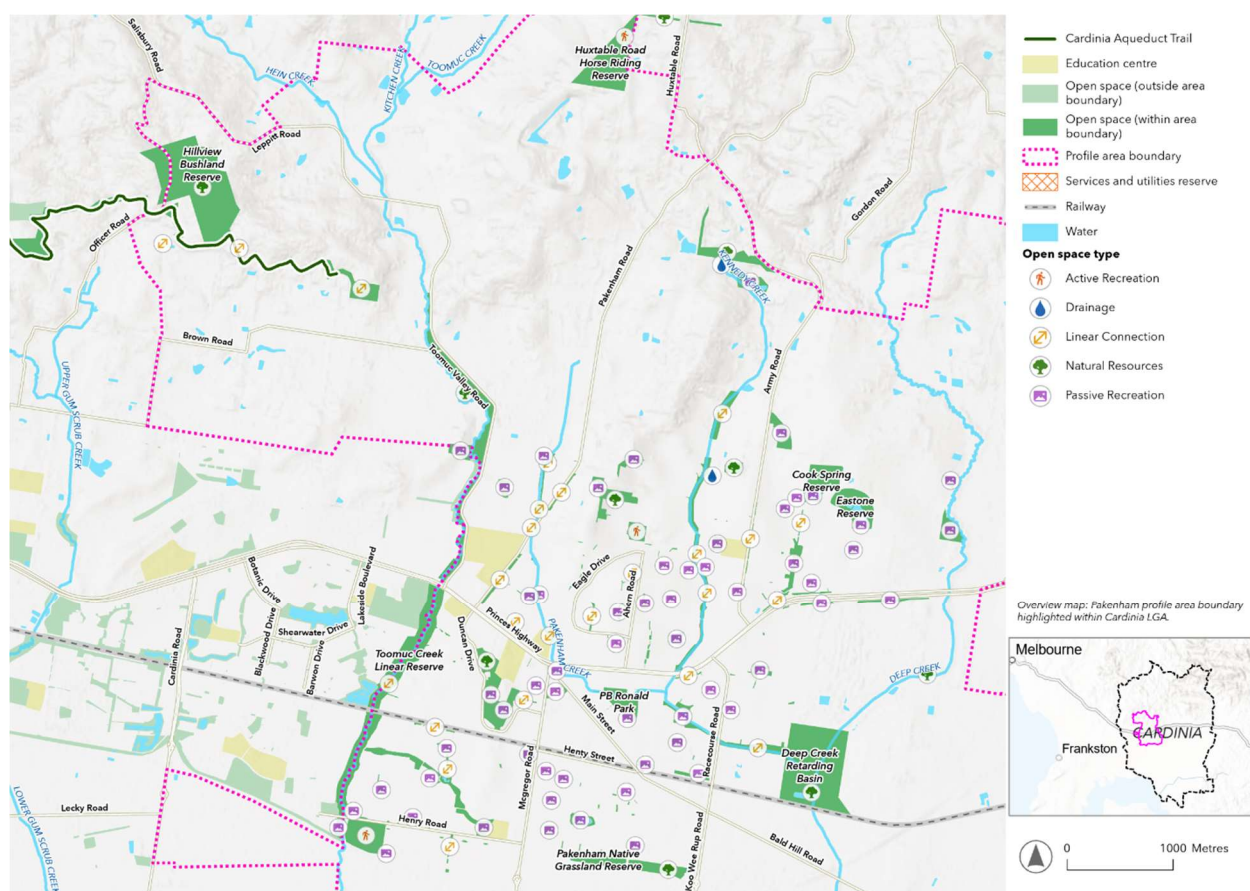 Salisbury Road
HEIN CREEK
KITCHEN CREEK
TOOMUC CREEK
Huxtable Road
Horse Riding
Reserve
Huxtable Road
Leppitt Road
Hillview
Bushland
Reserve
Officer Road
Gordon Road
Pakenham Road
KENNEDY CREEK
Brown Road
Toomuc Valley Road
UPPER GUM SCRUB CREEK
Army Road
Cook Spring
Reserve
Eastone
Reserve
Botanic Drive
Lakeside Boulevard
Eagle Drive
Ahern Road
Cardinia Road
Blackwood Drive
Shearwater Drive
Barwon Drive
Duncan Drive
Princes Highway
Toomuc Creek
Linear Reserve
PAKENHAM CREEK
DEEP CREEK
PB Ronald
Park
Main Street
Racecourse Road
Deep Creek
Retarding
Basin
Henty Street
Mcgregor Road
Lecky Road
LOWER GUM SCRUB CREEK
Henry Road
Bald Hill Road
Koo Wee Rup Road
Pakenham Native
Grassland Reserve
Cardinia Aqueduct Trail
Education centre
Open space (outside area
boundary)
Open space (within area
boundary)
Profile area boundary
Services and utilities reserve
Railway
Water
Open space type
Active Recreation
Drainage
Linear Connection
Natural Resources
Passive Recreation
Overview map: Pakenham profile area boundary
highlighted within Cardinia LGA.
Melbourne
CARDINIA
Frankston
0 1000 Metres